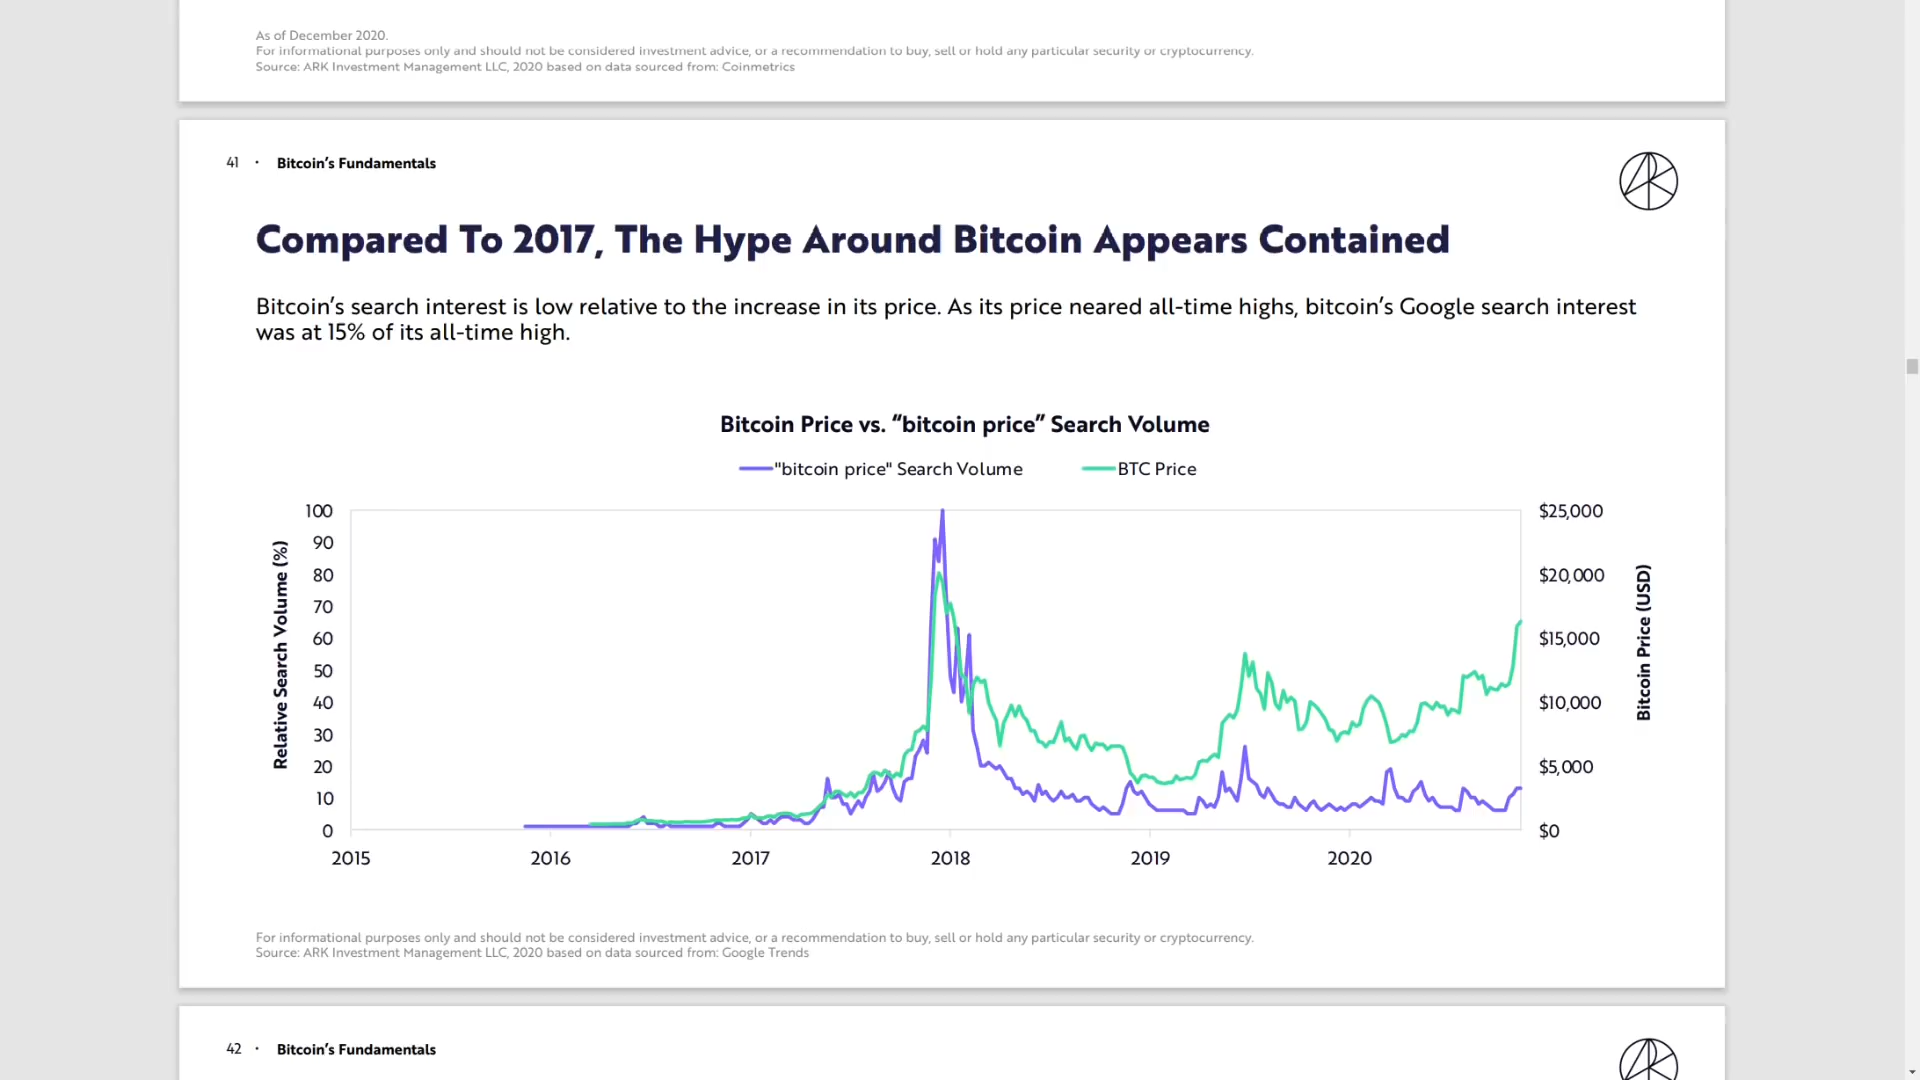 As of December 2020.
For informational purposes only and should not be considered investment advice, or a recommendation to buy, sell or hold any particular security or cryptocurrency.
Source: ARK Investment Management LLC, 2020 based on data sourced from: Coinmetrics
41 · Bitcoin’s Fundamentals
Compared To 2017, The Hype Around Bitcoin Appears Contained
Bitcoin’s search interest is low relative to the increase in its price. As its price neared all-time highs, bitcoin’s Google search interest
was at 15% of its all-time high.
Bitcoin Price vs. “bitcoin price” Search Volume
"bitcoin price" Search Volume BTC Price
Relative Search Volume (%)
100
90
80
70
60
50
40
30
20
10
0
$25,000
$20,000
$15,000
$10,000
$5,000
$0
Bitcoin Price (USD)
2015 2016 2017 2018 2019 2020
For informational purposes only and should not be considered investment advice, or a recommendation to buy, sell or hold any particular security or cryptocurrency.
Source: ARK Investment Management LLC, 2020 based on data sourced from: Google Trends
42 · Bitcoin’s Fundamentals